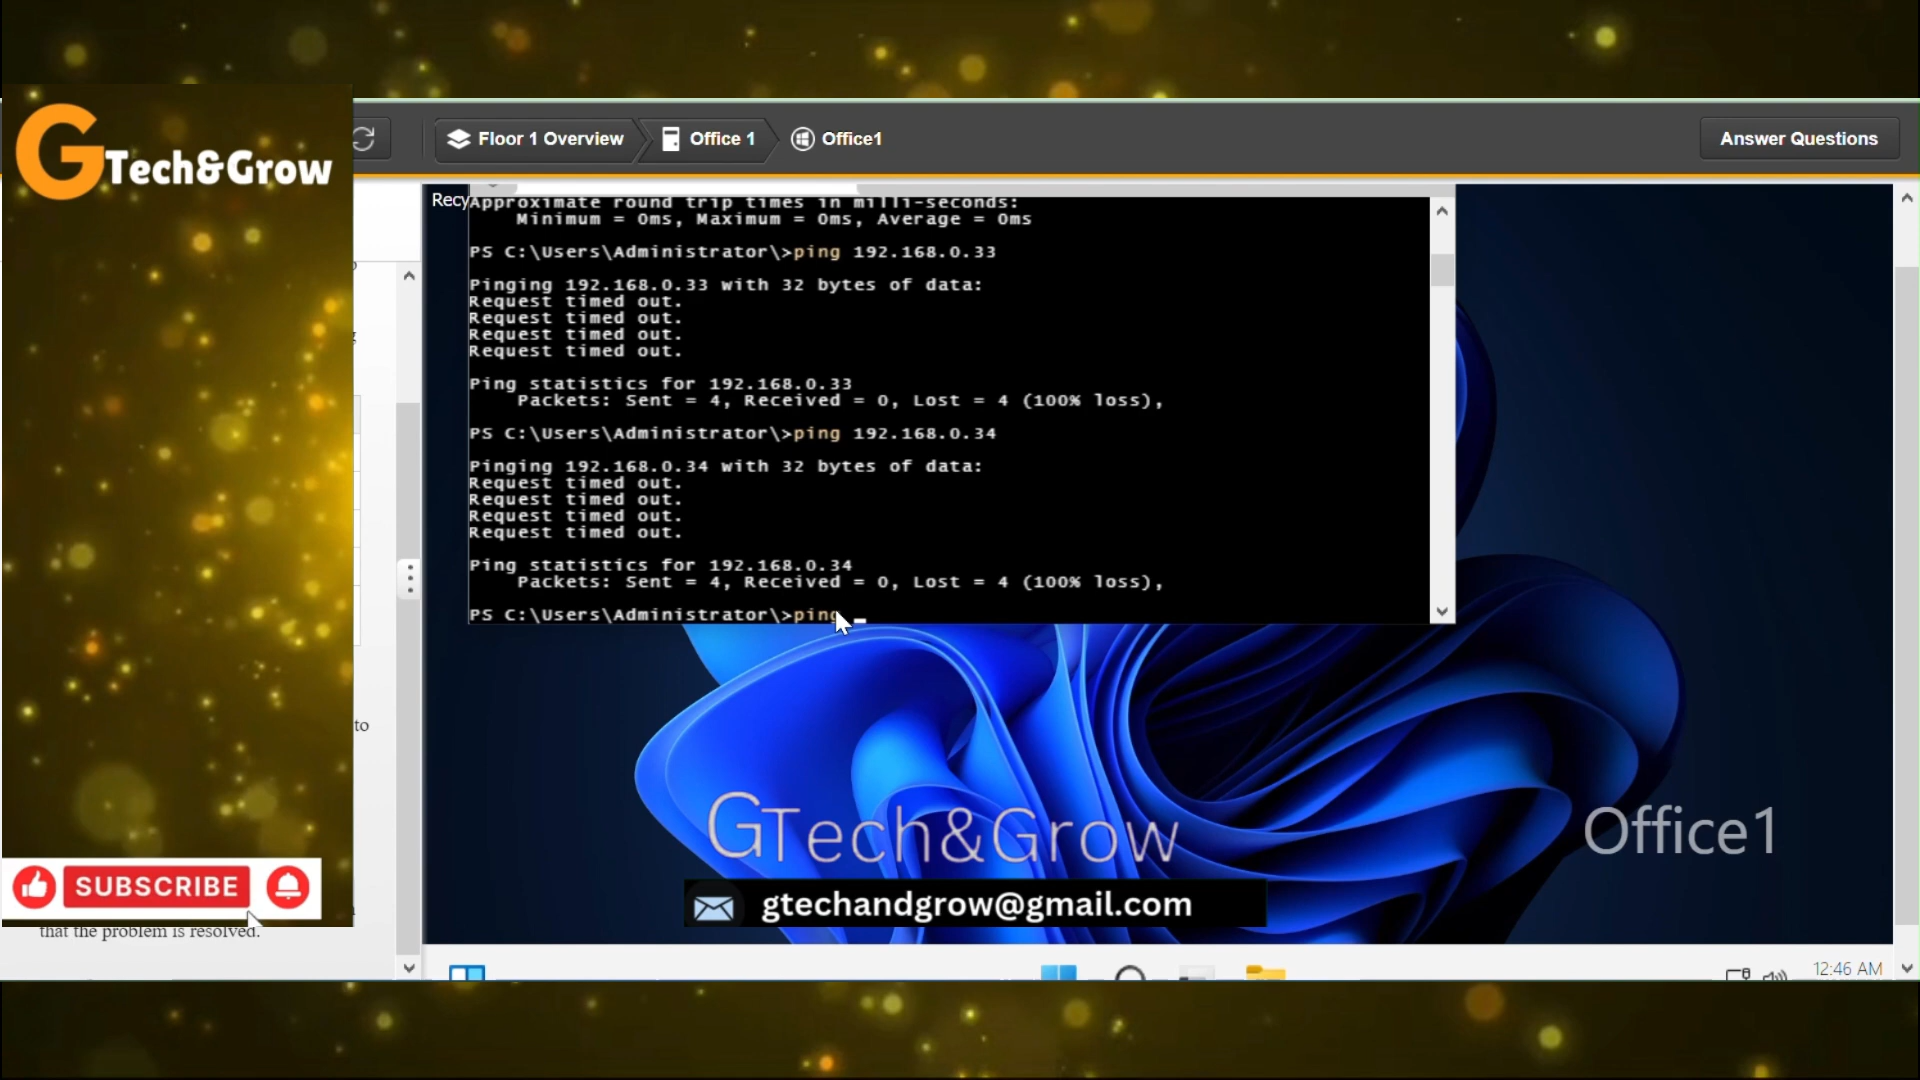 G Tech&Grow
Floor 1 Overview
Office 1
Office1
Answer Questions
Recy
Approximate round trip times in milli-seconds:
Minimum = 0ms, Maximum = 0ms, Average = 0ms
PS C:\Users\Administrator\>ping 192.168.0.33
Pinging 192.168.0.33 with 32 bytes of data:
Request timed out.
Request timed out.
Request timed out.
Request timed out.
Ping statistics for 192.168.0.33
Packets: Sent = 4, Received = 0, Lost = 4 (100% loss),
PS C:\Users\Administrator\>ping 192.168.0.34
Pinging 192.168.0.34 with 32 bytes of data:
Request timed out.
Request timed out.
Request timed out.
Request timed out.
Ping statistics for 192.168.0.34
Packets: Sent = 4, Received = 0, Lost = 4 (100% loss),
PS C:\Users\Administrator\>ping
to
GTech&Grow
Office1
SUBSCRIBE
gtechandgrow@gmail.com
that the problem is resolved.
12:46 AM